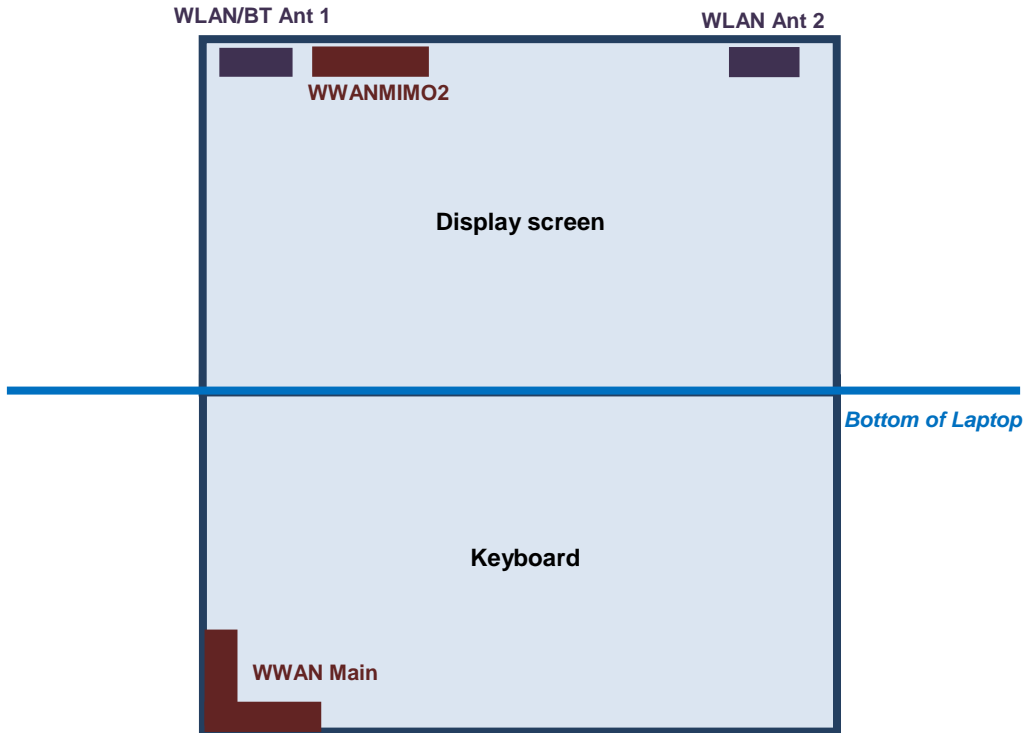 WLAN/BT Ant 1
WLAN Ant 2
WWANMIMO2
Display screen
Bottom of Laptop
Keyboard
WWAN Main